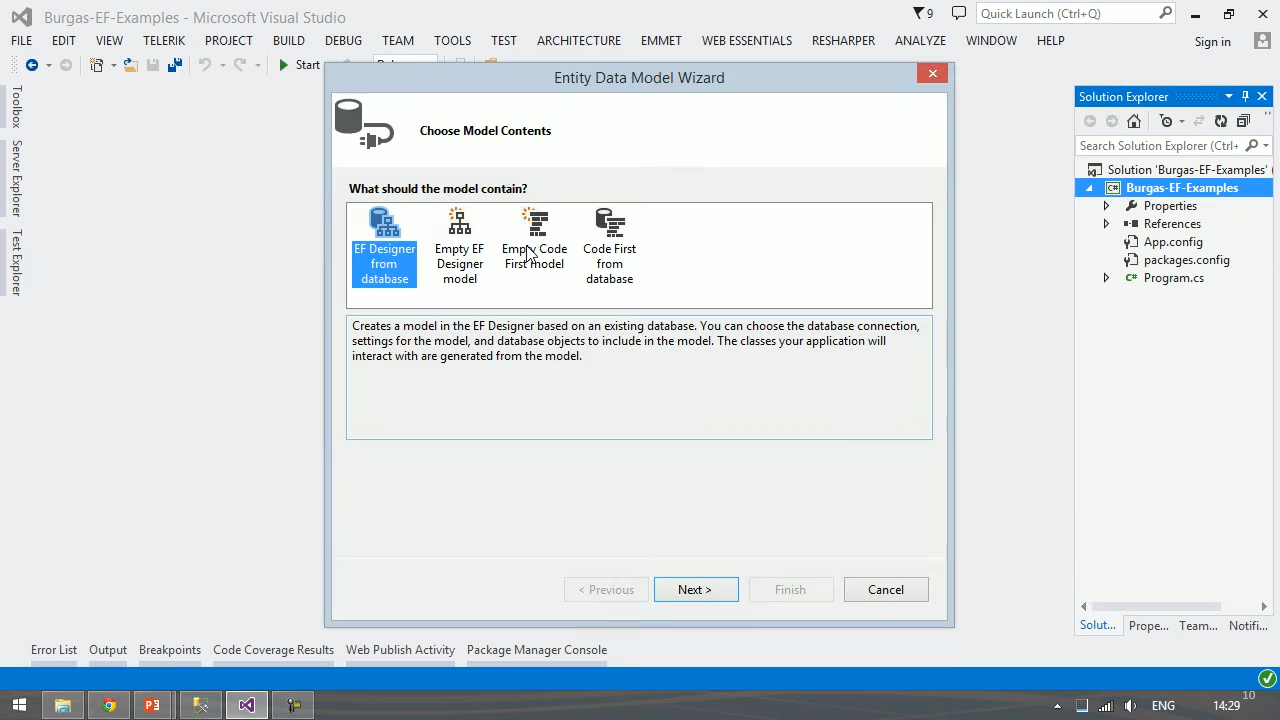 Burgas-EF-Examples - Microsoft Visual Studio
9
Quick Launch (Ctrl+Q)
FILE EDIT VIEW TELERIK PROJECT BUILD DEBUG TEAM TOOLS TEST ARCHITECTURE EMMET WEB ESSENTIALS RESHARPER ANALYZE WINDOW HELP
Sign in
Start
Toolbox
Server Explorer
Test Explorer
Entity Data Model Wizard
Choose Model Contents
What should the model contain?
EF Designer
from
database
Empty EF
Designer
model
Empty Code
First model
Code First
from
database
Creates a model in the EF Designer based on an existing database. You can choose the database connection,
settings for the model, and database objects to include in the model. The classes your application will
interact with are generated from the model.
< Previous
Next >
Finish
Cancel
Solution Explorer
Search Solution Explorer (Ctrl+
Solution 'Burgas-EF-Examples' (
Burgas-EF-Examples
Properties
References
App.config
packages.config
Program.cs
Solut... Prope... Team... Notifi...
Error List Output Breakpoints Code Coverage Results Web Publish Activity Package Manager Console
ENG
14:29
10